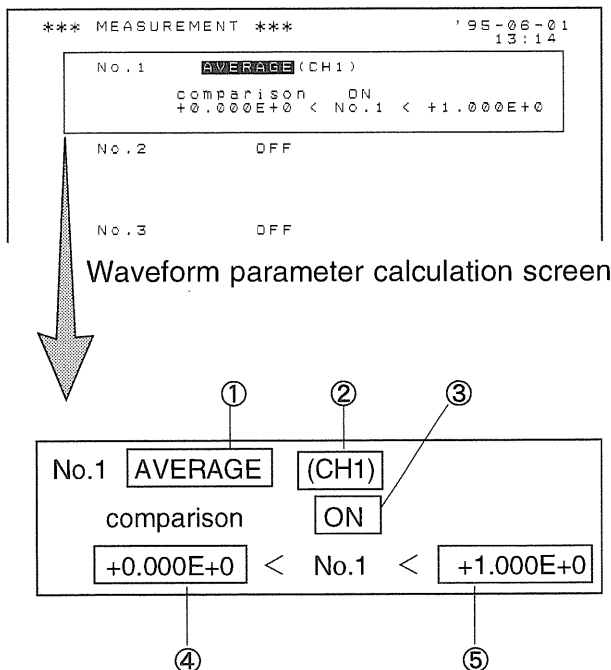 *** MEASUREMENT *** '95-06-01
13:14
No.1 AVERAGE(CH1)
comparison ON
+0.000E+0 < No.1 < +1.000E+0
No.2 OFF
No.3 OFF
Waveform parameter calculation screen
① ② ③
No.1 AVERAGE (CH1)
comparison ON
+0.000E+0 < No.1 < +1.000E+0
④ ⑤